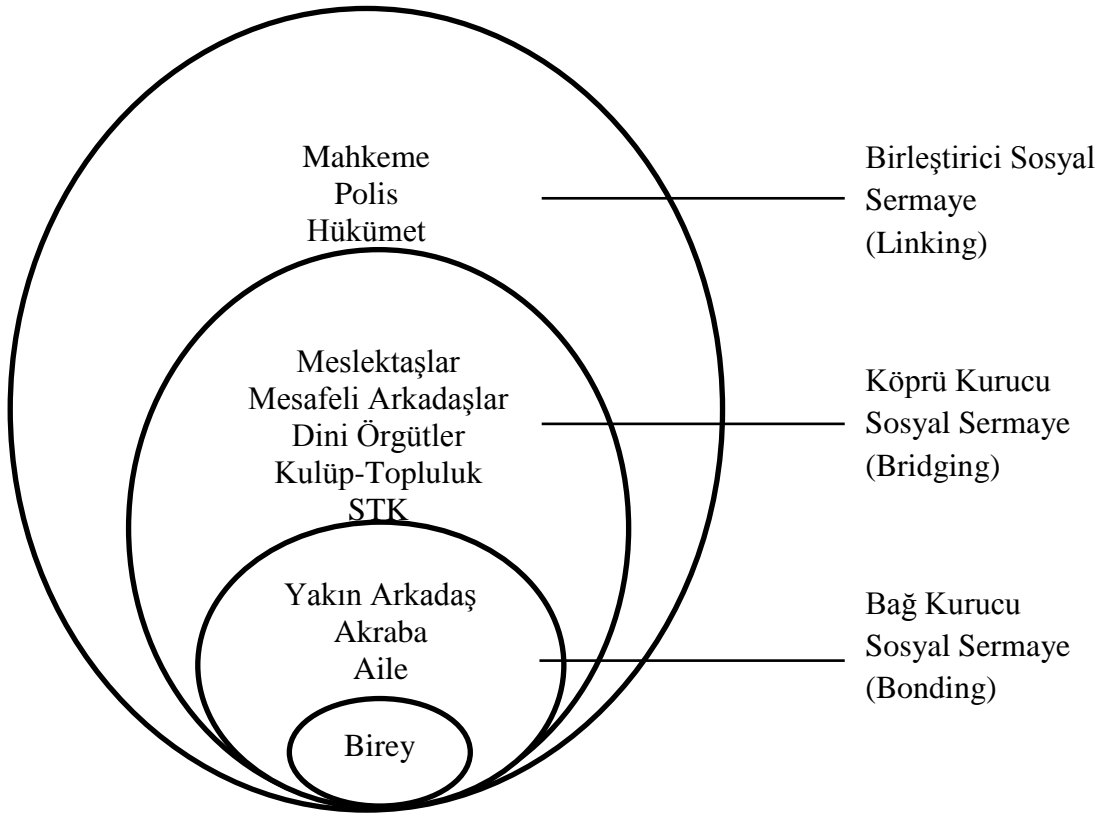 Mahkeme
Polis
Hükümet
Birleştirici Sosyal
Sermaye
(Linking)
Meslektaşlar
Mesafeli Arkadaşlar
Dini Örgütler
Kulüp-Topluluk
STK
Köprü Kurucu
Sosyal Sermaye
(Bridging)
Yakın Arkadaş
Akraba
Aile
Bağ Kurucu
Sosyal Sermaye
(Bonding)
Birey